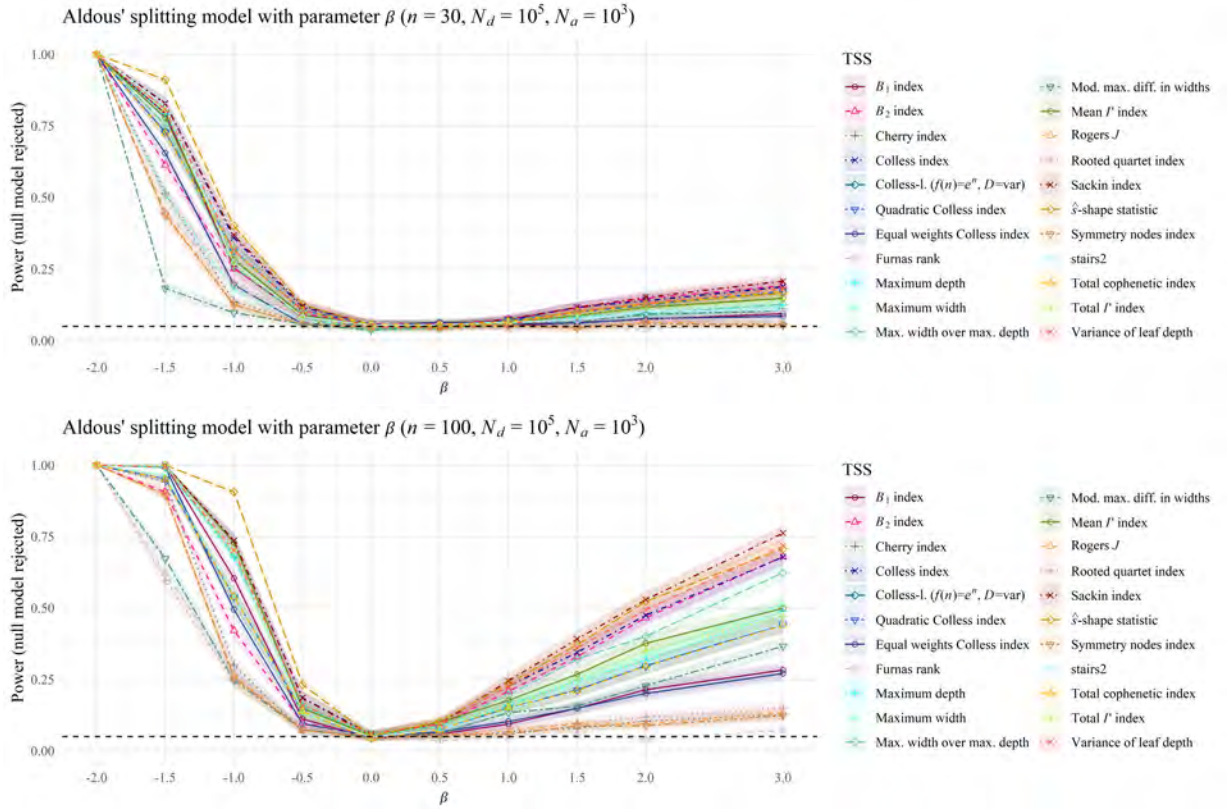 Aldous' splitting model with parameter β (n = 30, N_d = 10^5, N_a = 10^3)
TSS
B₁ index
B₂ index
Cherry index
Colless index
Colless-l. (f(n)=eⁿ, D=var)
Quadratic Colless index
Equal weights Colless index
Furnas rank
Maximum depth
Maximum width
Max. width over max. depth
Mod. max. diff. in widths
Mean I' index
Rogers J
Rooted quartet index
Sackin index
ŝ-shape statistic
Symmetry nodes index
stairs2
Total cophenetic index
Total I' index
Variance of leaf depth
Power (null model rejected)
1.00
0.75
0.50
0.25
0.00
-2.0 -1.5 -1.0 -0.5 0.0 0.5 1.0 1.5 2.0 3.0
β
Aldous' splitting model with parameter β (n = 100, N_d = 10^5, N_a = 10^3)
TSS
B₁ index
B₂ index
Cherry index
Colless index
Colless-l. (f(n)=eⁿ, D=var)
Quadratic Colless index
Equal weights Colless index
Furnas rank
Maximum depth
Maximum width
Max. width over max. depth
Mod. max. diff. in widths
Mean I' index
Rogers J
Rooted quartet index
Sackin index
ŝ-shape statistic
Symmetry nodes index
stairs2
Total cophenetic index
Total I' index
Variance of leaf depth
Power (null model rejected)
1.00
0.75
0.50
0.25
0.00
-2.0 -1.5 -1.0 -0.5 0.0 0.5 1.0 1.5 2.0 3.0
β